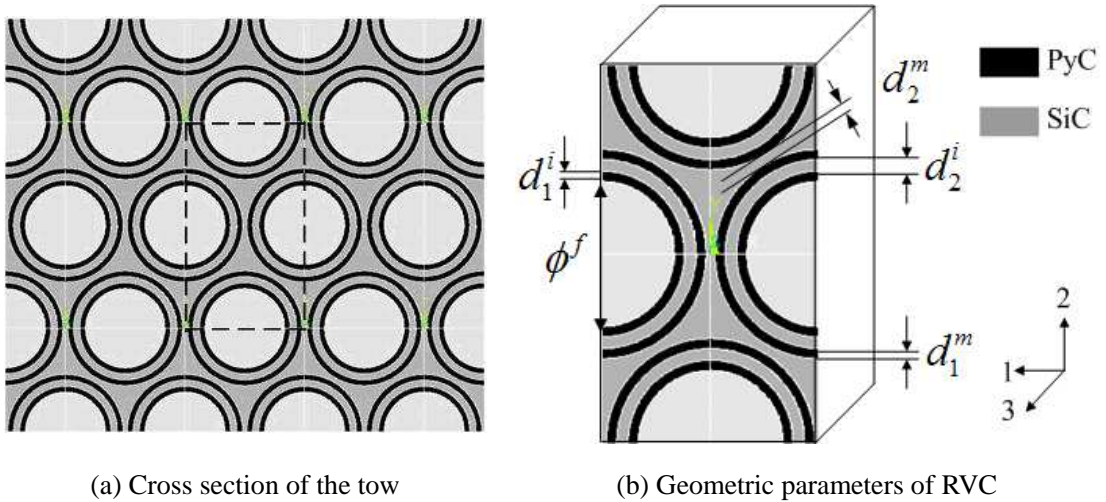 d_2^m
PyC
SiC
d_1^i
d_2^i
ϕ^f
d_1^m
2
1
3
(a) Cross section of the tow
(b) Geometric parameters of RVC